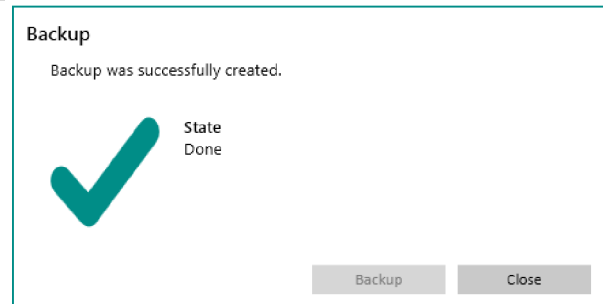 Backup
Backup was successfully created.
State
Done
Backup
Close